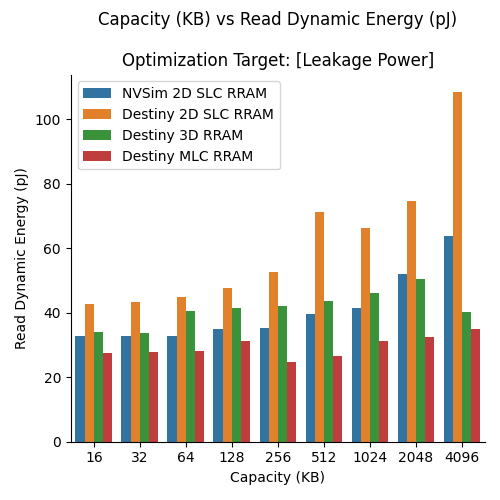 Capacity (KB) vs Read Dynamic Energy (pJ)
Optimization Target: [Leakage Power]
NVSim 2D SLC RRAM
Destiny 2D SLC RRAM
Destiny 3D RRAM
Destiny MLC RRAM
Read Dynamic Energy (pJ)
100
80
60
40
20
0
16 32 64 128 256 512 1024 2048 4096
Capacity (KB)